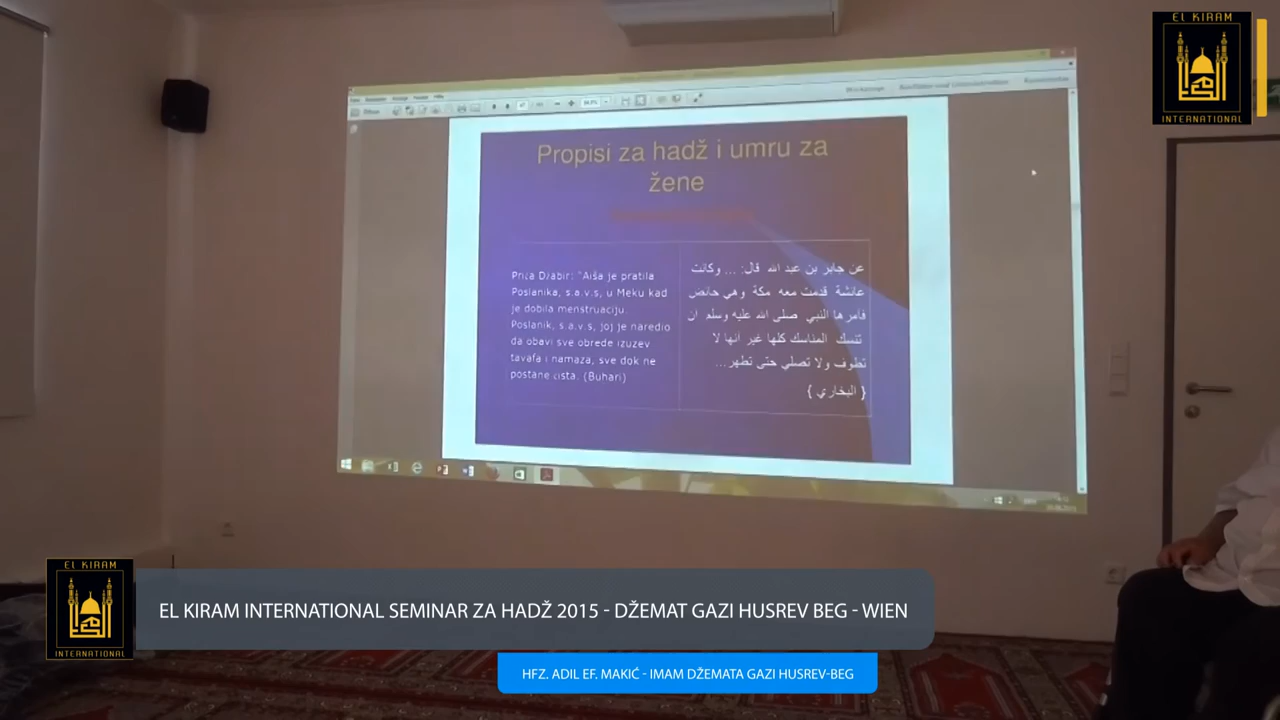 EL KIRAM
INTERNATIONAL
Propisi za hadž i umru za
žene
Priča Džabir: "Aiša je pratila
Poslanika, s.a.v.s, u Meku kad
je dobila menstruaciju.
Poslanik, s.a.v.s, joj je naredio
da obavi sve obrede izuzev
tavafa i namaza, sve dok ne
postane čista. (Buhari)
عن جابر بن عبد الله قال: ... وكانت
عائشة قدمت معه مكة وهي حائض
فأمرها النبي صلى الله عليه وسلم أن
تنسك المناسك كلها غير أنها لا
تطوف ولا تصلي حتى تطهر...
{ البخاري }
EL KIRAM
INTERNATIONAL
EL KIRAM INTERNATIONAL SEMINAR ZA HADŽ 2015 - DŽEMAT GAZI HUSREV BEG - WIEN
HFZ. ADIL EF. MAKIĆ - IMAM DŽEMATA GAZI HUSREV-BEG